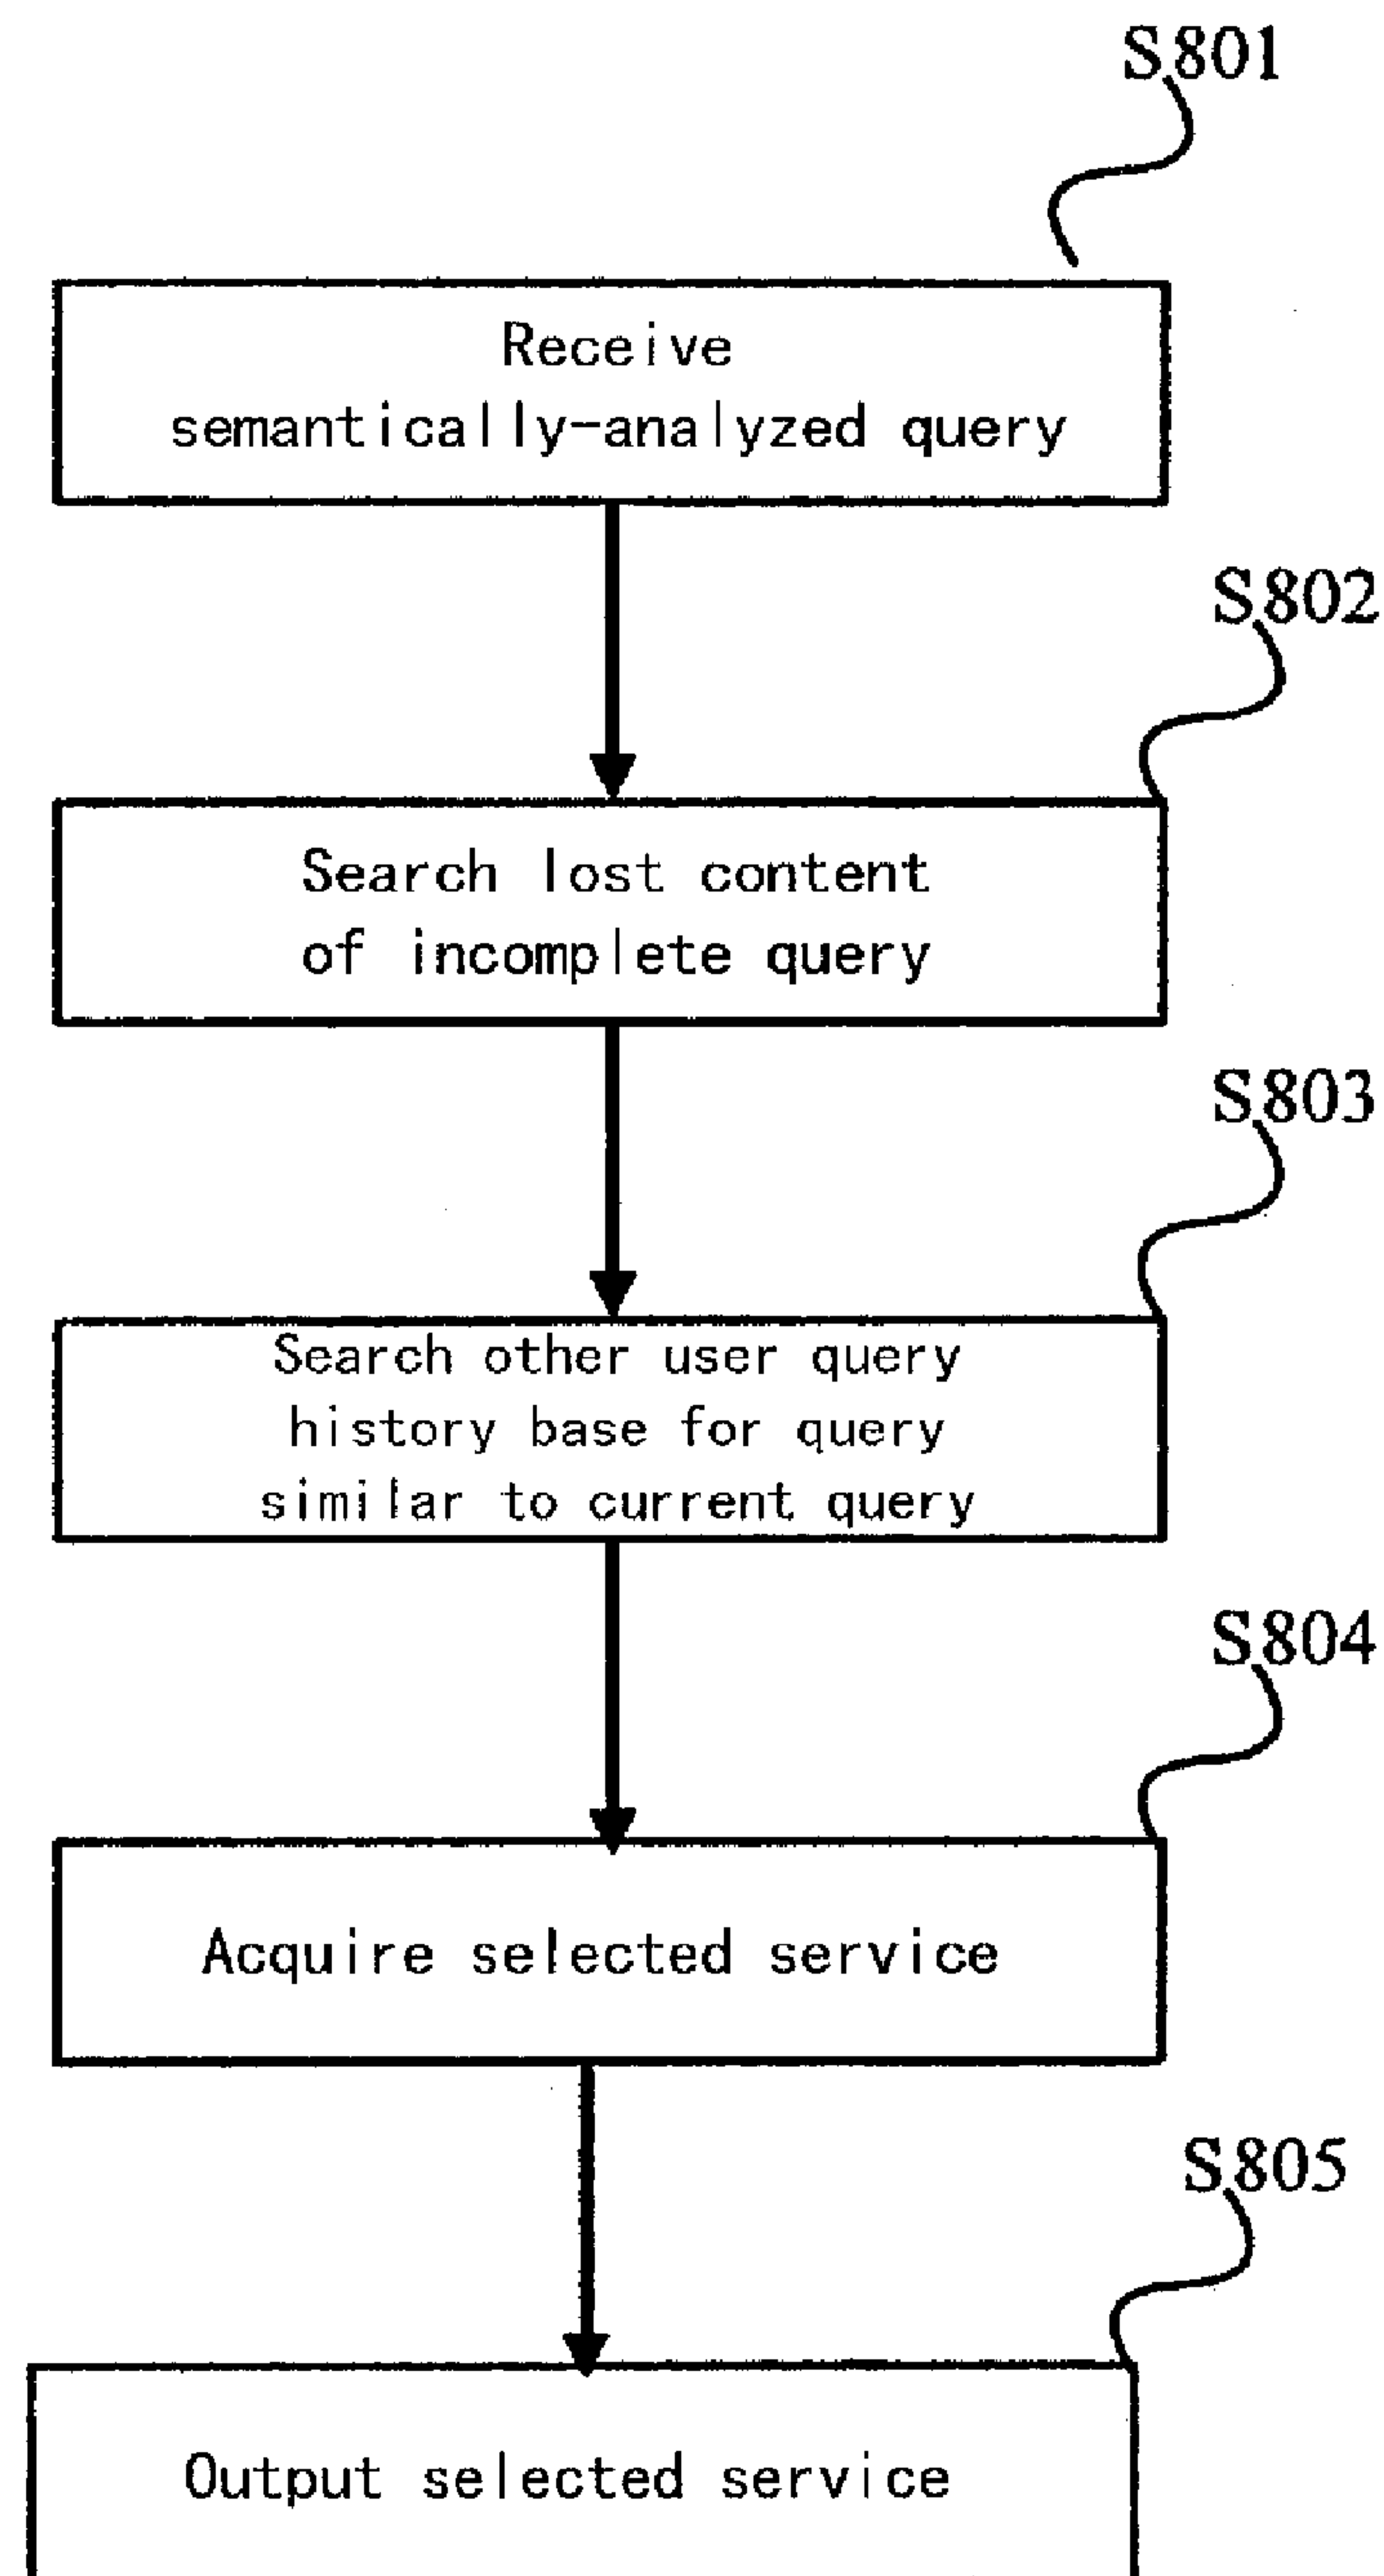 S801
Receive
semantically-analyzed query
S802
Search lost content
of incomplete query
S803
Search other user query
history base for query
similar to current query
S804
Acquire selected service
S805
Output selected service